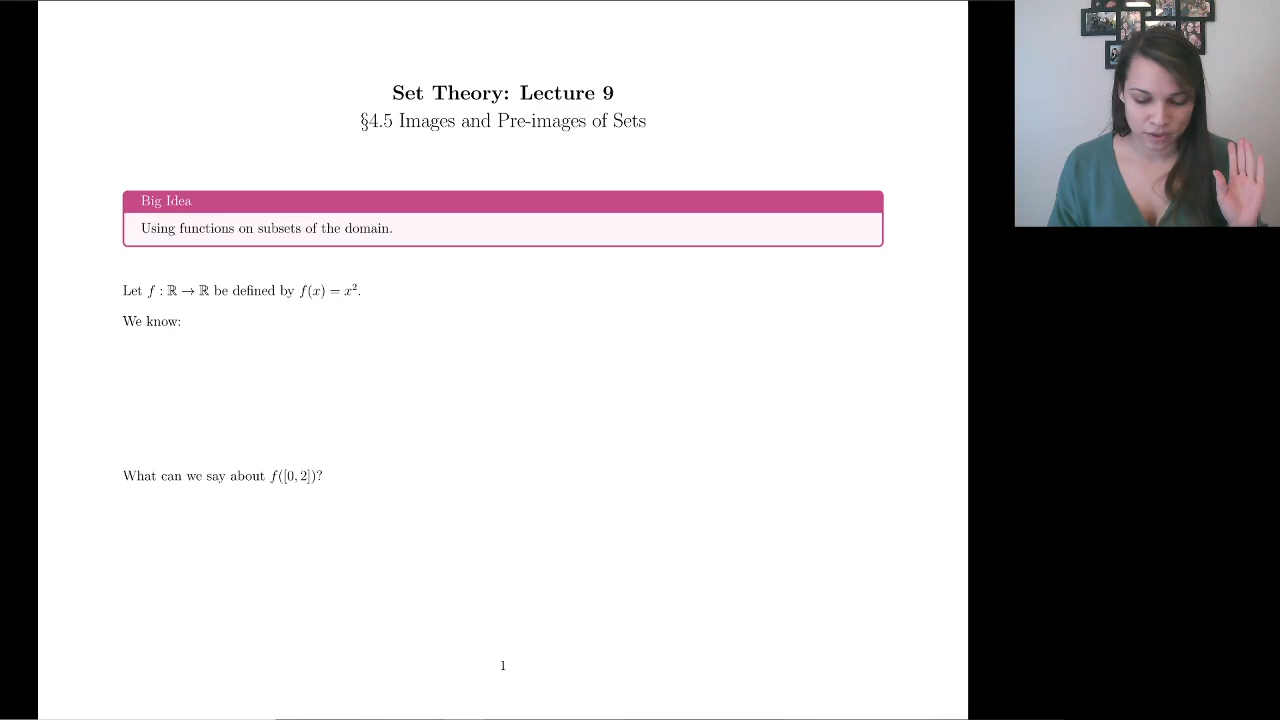 Set Theory: Lecture 9
§4.5 Images and Pre-images of Sets
Big Idea
Using functions on subsets of the domain.
Let f : ℝ → ℝ be defined by f(x) = x².
We know:
What can we say about f([0, 2])?
1